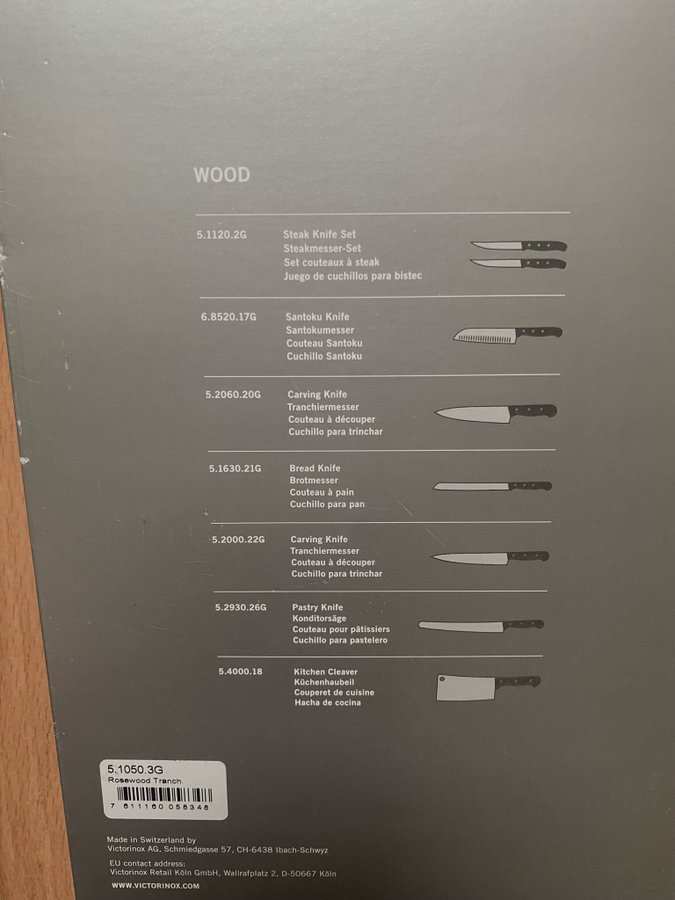 WOOD
5.1120.2G Steak Knife Set
Steakmesser-Set
Set couteaux à steak
Juego de cuchillos para bistec
6.8520.17G Santoku Knife
Santokumesser
Couteau Santoku
Cuchillo Santoku
5.2060.20G Carving Knife
Tranchiermesser
Couteau à découper
Cuchillo para trinchar
5.1630.21G Bread Knife
Brotmesser
Couteau à pain
Cuchillo para pan
5.2000.22G Carving Knife
Tranchiermesser
Couteau à découper
Cuchillo para trinchar
5.2930.26G Pastry Knife
Konditorsäge
Couteau pour pâtissiers
Cuchillo para pastelero
5.4000.18 Kitchen Cleaver
Küchenhaubeil
Couperet de cuisine
Hacha de cocina
5.1050.3G
Rosewood Tranch.
7 611160 058348
Made in Switzerland by
Victorinox AG, Schmiedgasse 57, CH-6438 Ibach-Schwyz
EU contact address:
Victorinox Retail Köln GmbH, Wallrafplatz 2, D-50667 Köln
WWW.VICTORINOX.COM